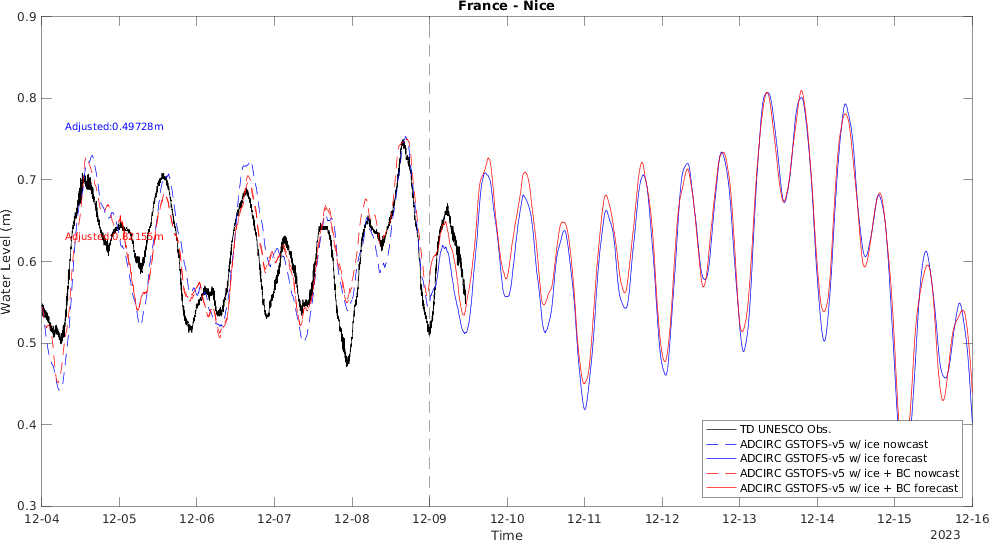 France - Nice
0.9
0.8
0.7
0.6
0.5
0.4
0.3
Water Level (m)
Adjusted:0.49728m
TD UNESCO Obs.
ADCIRC GSTOFS-v5 w/ ice nowcast
ADCIRC GSTOFS-v5 w/ ice forecast
ADCIRC GSTOFS-v5 w/ ice + BC nowcast
ADCIRC GSTOFS-v5 w/ ice + BC forecast
12-04 12-05 12-06 12-07 12-08 12-09 12-10 12-11 12-12 12-13 12-14 12-15 12-16
Time
2023